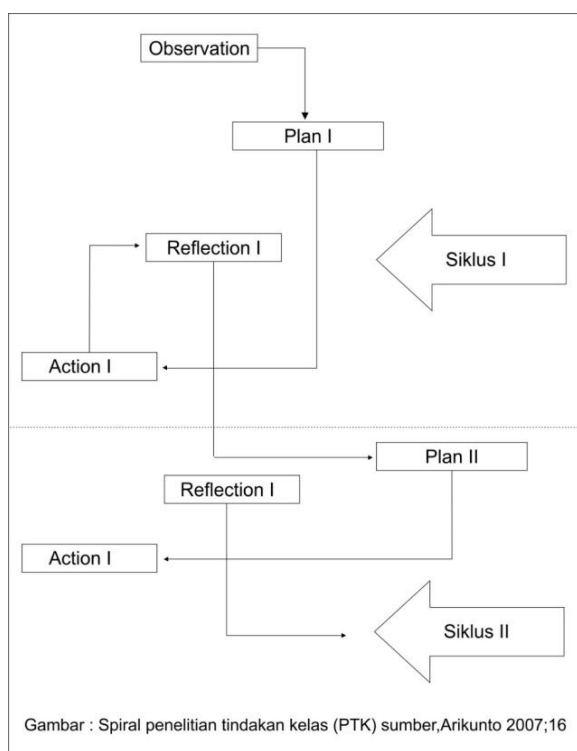 Observation
Plan I
Reflection I
Siklus I
Action I
Plan II
Reflection I
Action I
Siklus II
Gambar : Spiral penelitian tindakan kelas (PTK) sumber,Arikunto 2007;16